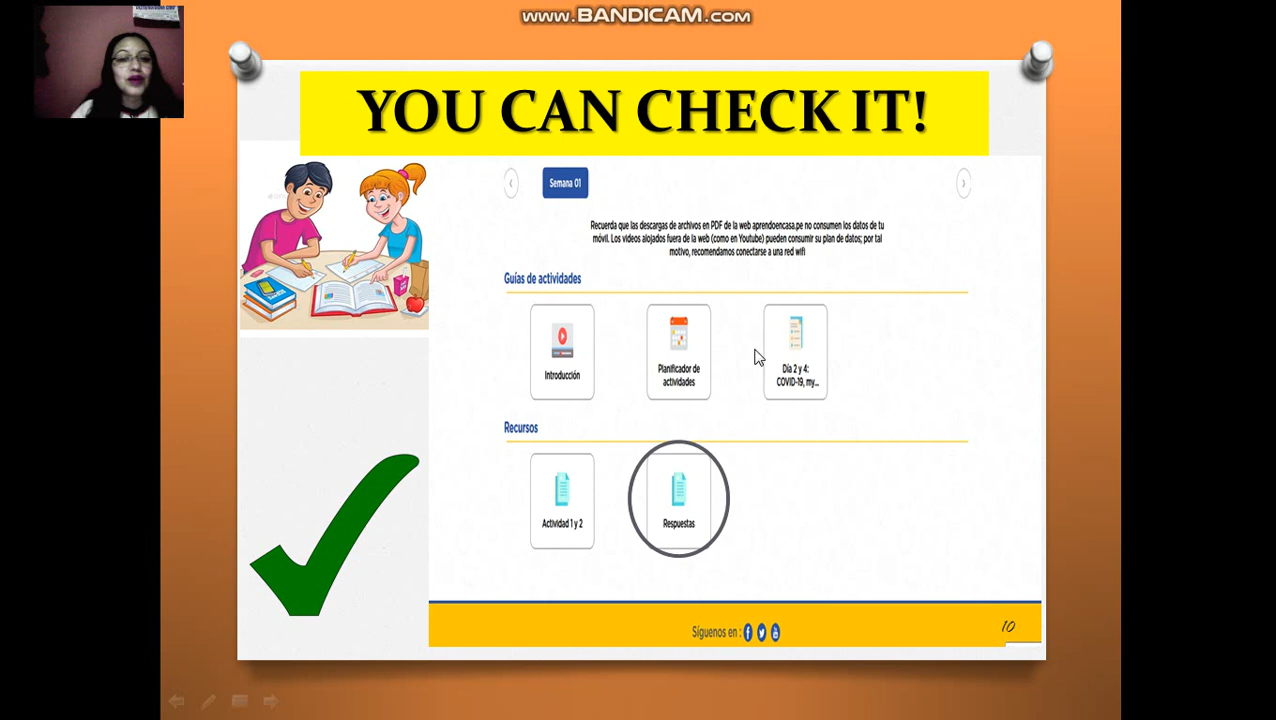 WWW.BANDICAM.COM
YOU CAN CHECK IT!
Semana 01
Recuerda que las descargas de archivos en PDF de la web aprendoencasa.pe no consumen los datos de tu
móvil. Los videos alojados fuera de la web (como en Youtube) pueden consumir su plan de datos; por tal
motivo, recomendamos conectarse a una red wifi
Guías de actividades
Introducción
Planificador de
actividades
Día 2 y 4:
COVID-19, my...
Recursos
Actividad 1 y 2
Respuestas
Síguenos en :
10